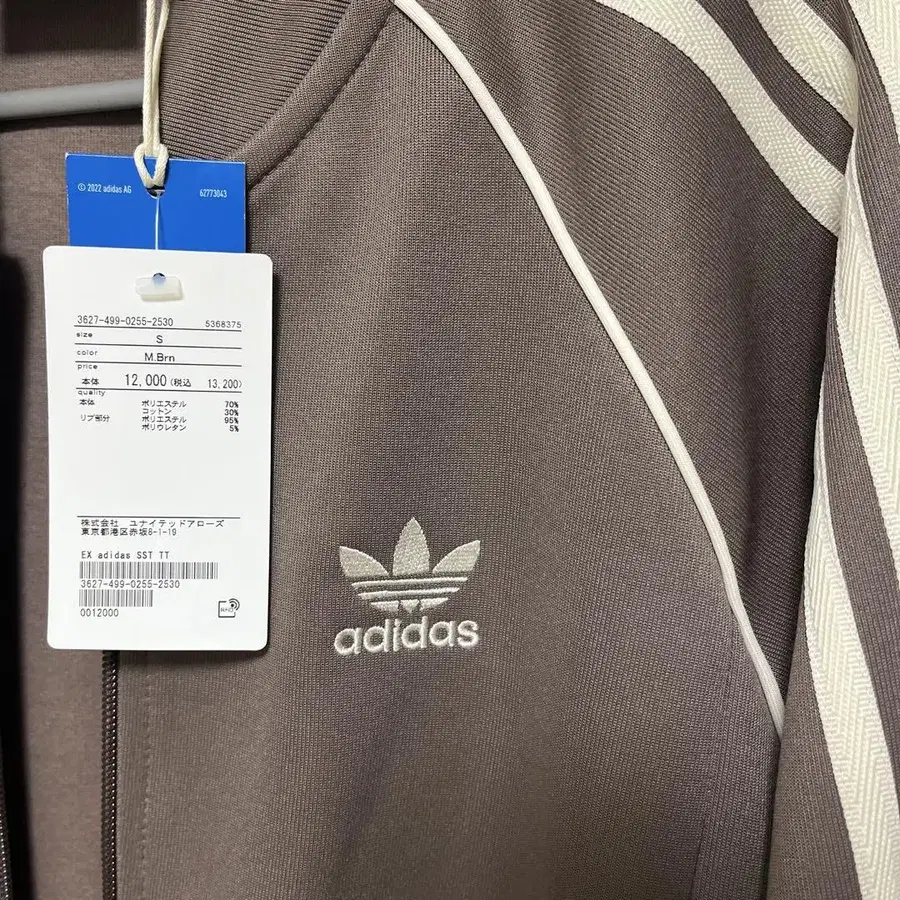 © 2022 adidas AG 62773043
3627-499-0255-2530 5368375
size S
color M.Brn
price
本体 12,000 (税込 13,200)
quality
本体 ポリエステル 70%
コットン 30%
リブ部分 ポリエステル 95%
ポリウレタン 5%
株式会社 ユナイテッドアローズ
東京都港区赤坂8-1-19
EX adidas SST TT
3627-499-0255-2530
0012000
adidas